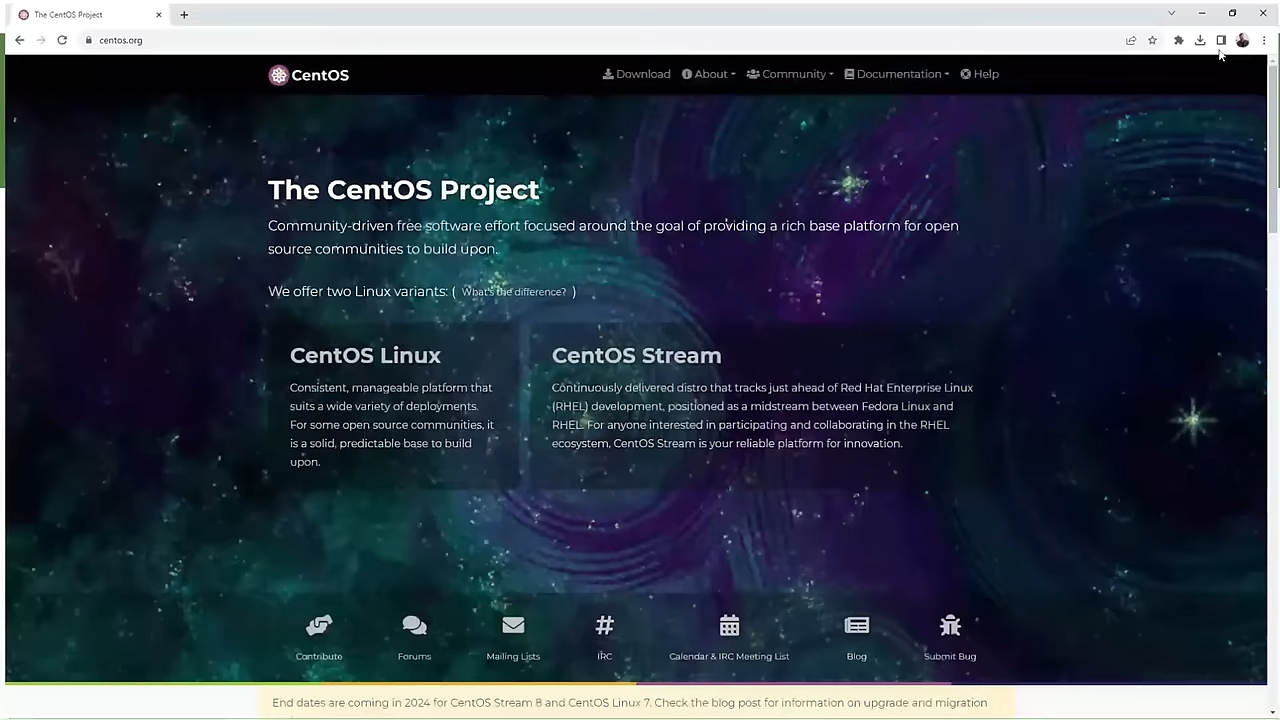 The CentOS Project
centos.org
CentOS
Download About Community Documentation Help
The CentOS Project
Community-driven free software effort focused around the goal of providing a rich base platform for open
source communities to build upon.
We offer two Linux variants: ( What's the difference? )
CentOS Linux
Consistent, manageable platform that
suits a wide variety of deployments.
For some open source communities, it
is a solid, predictable base to build
upon.
CentOS Stream
Continuously delivered distro that tracks just ahead of Red Hat Enterprise Linux
(RHEL) development, positioned as a midstream between Fedora Linux and
RHEL. For anyone interested in participating and collaborating in the RHEL
ecosystem, CentOS Stream is your reliable platform for innovation.
Contribute Forums Mailing Lists IRC Calendar & IRC Meeting List Blog Submit Bug
End dates are coming in 2024 for CentOS Stream 8 and CentOS Linux 7. Check the blog post for information on upgrade and migration